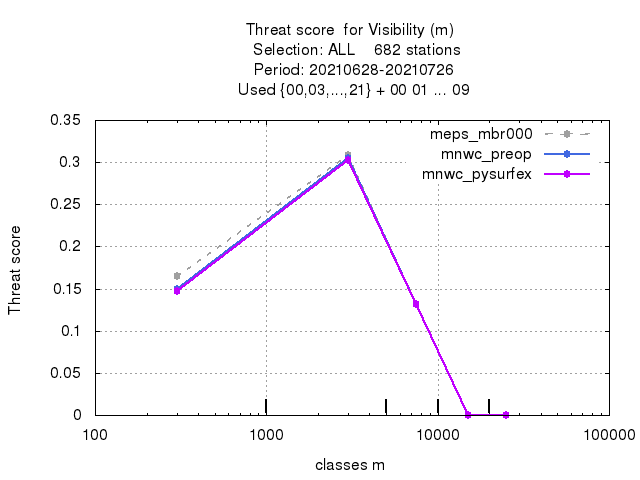 Threat score  for Visibility (m)
Selection: ALL    682 stations
Period: 20210628-20210726
Used {00,03,...,21} + 00 01 ... 09
0.35
0.3
0.25
0.2
0.15
0.1
0.05
0
Threat score
meps_mbr000
mnwc_preop
mnwc_pysurfex
100 1000 10000 100000
classes m